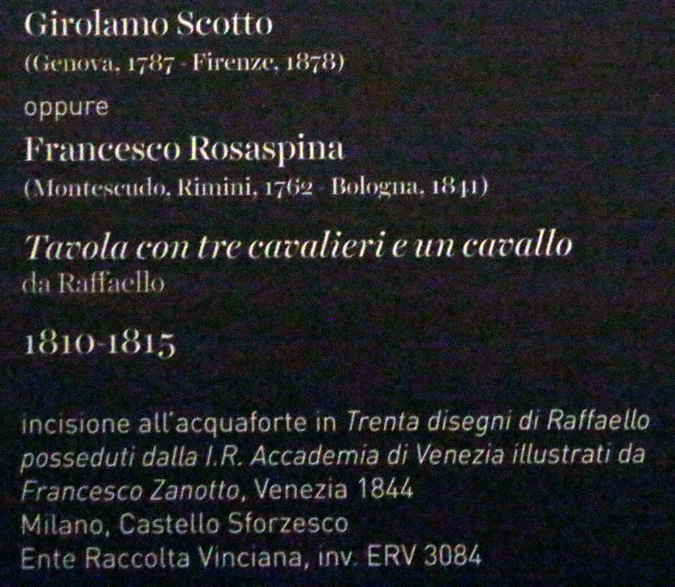 Girolamo Scotto
(Genova, 1787 - Firenze, 1878)
oppure
Francesco Rosaspina
(Montescudo, Rimini, 1762 - Bologna, 1841)
Tavola con tre cavalieri e un cavallo
da Raffaello
1810-1815
incisione all'acquaforte in Trenta disegni di Raffaello
posseduti dalla I.R. Accademia di Venezia illustrati da
Francesco Zanotto, Venezia 1844
Milano, Castello Sforzesco
Ente Raccolta Vinciana, inv. ERV 3084